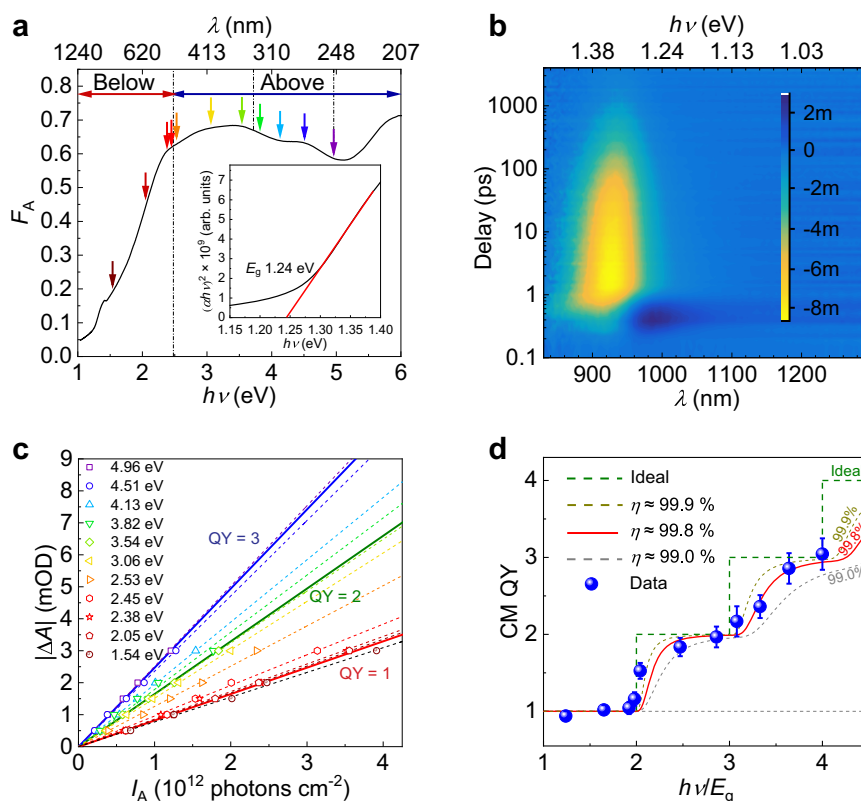 a
λ (nm)
1240 620 413 310 248 207
Below Above
0.8
0.7
0.6
0.5
0.4
0.3
0.2
0.1
0.0
F_A
1 2 3 4 5 6
hν (eV)
(αhν)² × 10⁹ (arb. units)
7
6
5
4
3
2
1
0
E_g 1.24 eV
1.15 1.20 1.25 1.30 1.35 1.40
hν (eV)
b
hν (eV)
1.38 1.24 1.13 1.03
Delay (ps)
1000
100
10
1
0.1
2m
0
-2m
-4m
-6m
-8m
900 1000 1100 1200
λ (nm)
c
|ΔA| (mOD)
9
8
7
6
5
4
3
2
1
0
4.96 eV
4.51 eV
4.13 eV
3.82 eV
3.54 eV
3.06 eV
2.53 eV
2.45 eV
2.38 eV
2.05 eV
1.54 eV
QY = 3
QY = 2
QY = 1
0 1 2 3 4
I_A (10¹² photons cm⁻²)
d
CM QY
4
3
2
1
Ideal
η ≈ 99.9 %
η ≈ 99.8 %
η ≈ 99.0 %
Data
Ideal
99.9%
99.8%
99.0%
1 2 3 4
hν/E_g